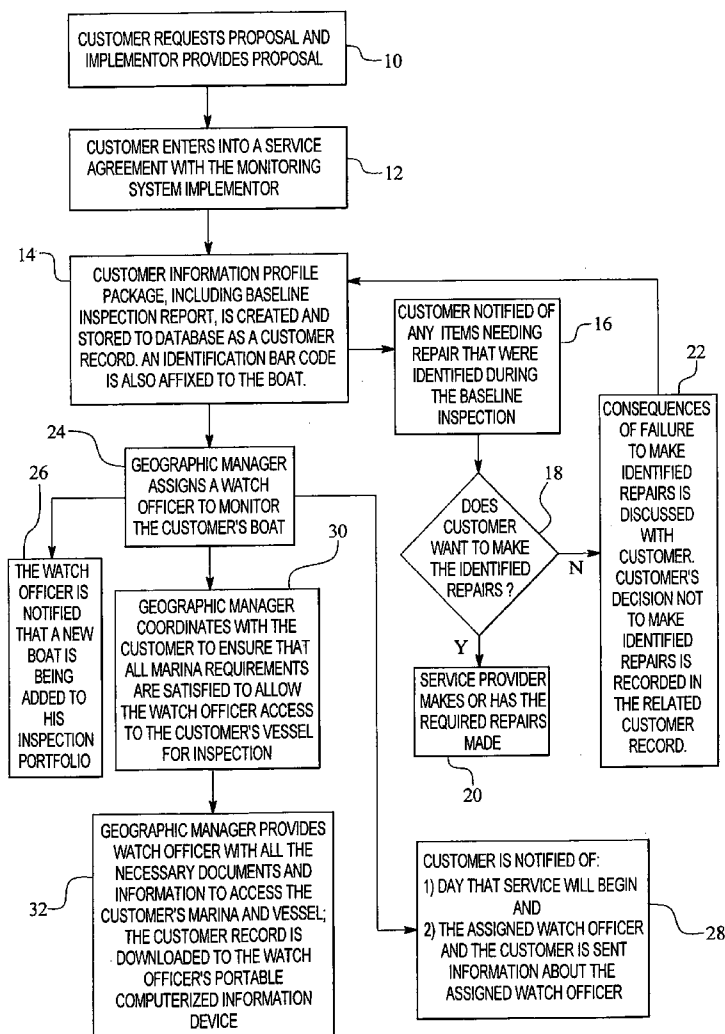 CUSTOMER REQUESTS PROPOSAL AND
IMPLEMENTOR PROVIDES PROPOSAL
10
CUSTOMER ENTERS INTO A SERVICE
AGREEMENT WITH THE MONITORING
SYSTEM IMPLEMENTOR
12
14
CUSTOMER INFORMATION PROFILE
PACKAGE, INCLUDING BASELINE
INSPECTION REPORT, IS CREATED AND
STORED TO DATABASE AS A CUSTOMER
RECORD. AN IDENTIFICATION BAR CODE
IS ALSO AFFIXED TO THE BOAT.
CUSTOMER NOTIFIED OF
ANY ITEMS NEEDING
REPAIR THAT WERE
IDENTIFIED DURING
THE BASELINE
INSPECTION
16
DOES
CUSTOMER
WANT TO MAKE
THE IDENTIFIED
REPAIRS ?
18
N
Y
SERVICE PROVIDER
MAKES OR HAS THE
REQUIRED REPAIRS
MADE
20
22
CONSEQUENCES
OF FAILURE
TO MAKE
IDENTIFIED
REPAIRS IS
DISCUSSED
WITH
CUSTOMER.
CUSTOMER'S
DECISION NOT
TO MAKE
IDENTIFIED
REPAIRS IS
RECORDED IN
THE RELATED
CUSTOMER
RECORD.
24
GEOGRAPHIC MANAGER
ASSIGNS A WATCH
OFFICER TO MONITOR
THE CUSTOMER'S BOAT
26
THE WATCH
OFFICER IS
NOTIFIED
THAT A NEW
BOAT IS
BEING
ADDED TO
HIS
INSPECTION
PORTFOLIO
30
GEOGRAPHIC MANAGER
COORDINATES WITH THE
CUSTOMER TO ENSURE THAT
ALL MARINA REQUIREMENTS
ARE SATISFIED TO ALLOW
THE WATCH OFFICER ACCESS
TO THE CUSTOMER'S VESSEL
FOR INSPECTION
32
GEOGRAPHIC MANAGER PROVIDES
WATCH OFFICER WITH ALL THE
NECESSARY DOCUMENTS AND
INFORMATION TO ACCESS THE
CUSTOMER'S MARINA AND VESSEL;
THE CUSTOMER RECORD IS
DOWNLOADED TO THE WATCH
OFFICER'S PORTABLE
COMPUTERIZED INFORMATION
DEVICE
CUSTOMER IS NOTIFIED OF:
1) DAY THAT SERVICE WILL BEGIN
AND
2) THE ASSIGNED WATCH OFFICER
AND THE CUSTOMER IS SENT
INFORMATION ABOUT THE
ASSIGNED WATCH OFFICER
28